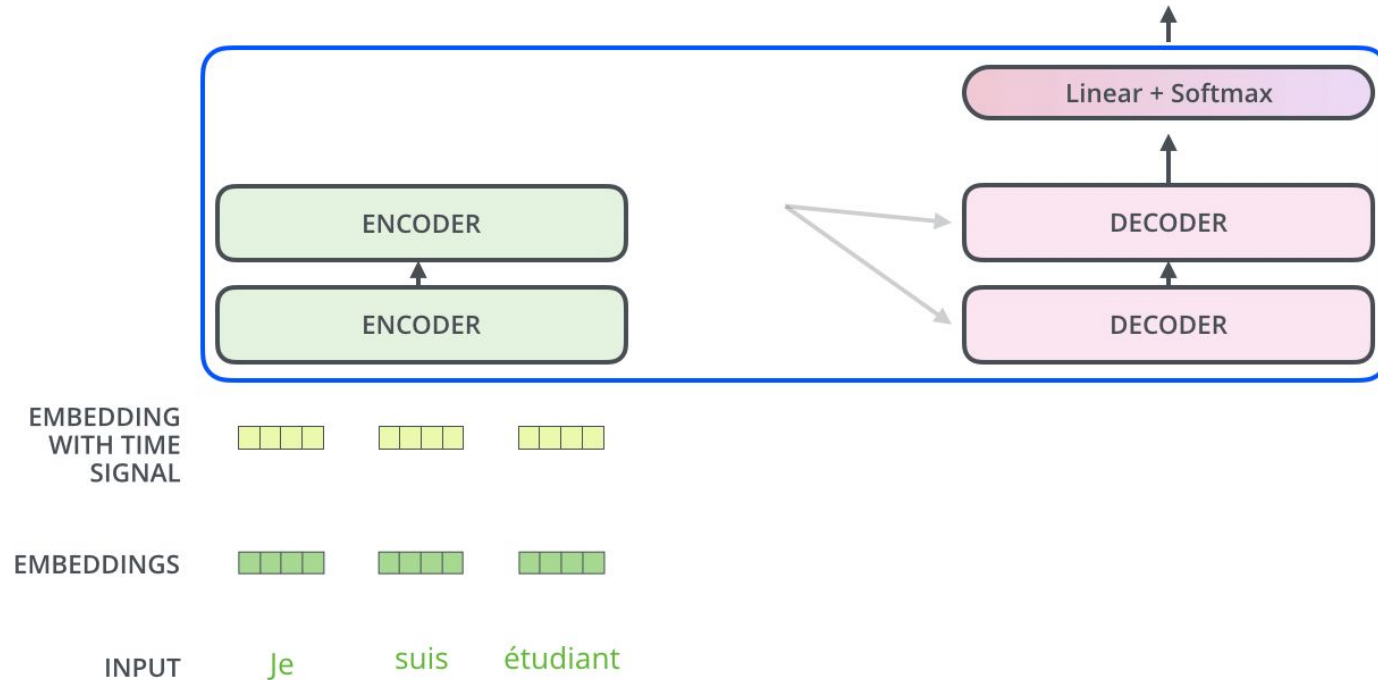 Linear + Softmax
ENCODER
DECODER
ENCODER
DECODER
EMBEDDING
WITH TIME
SIGNAL
EMBEDDINGS
INPUT Je suis étudiant